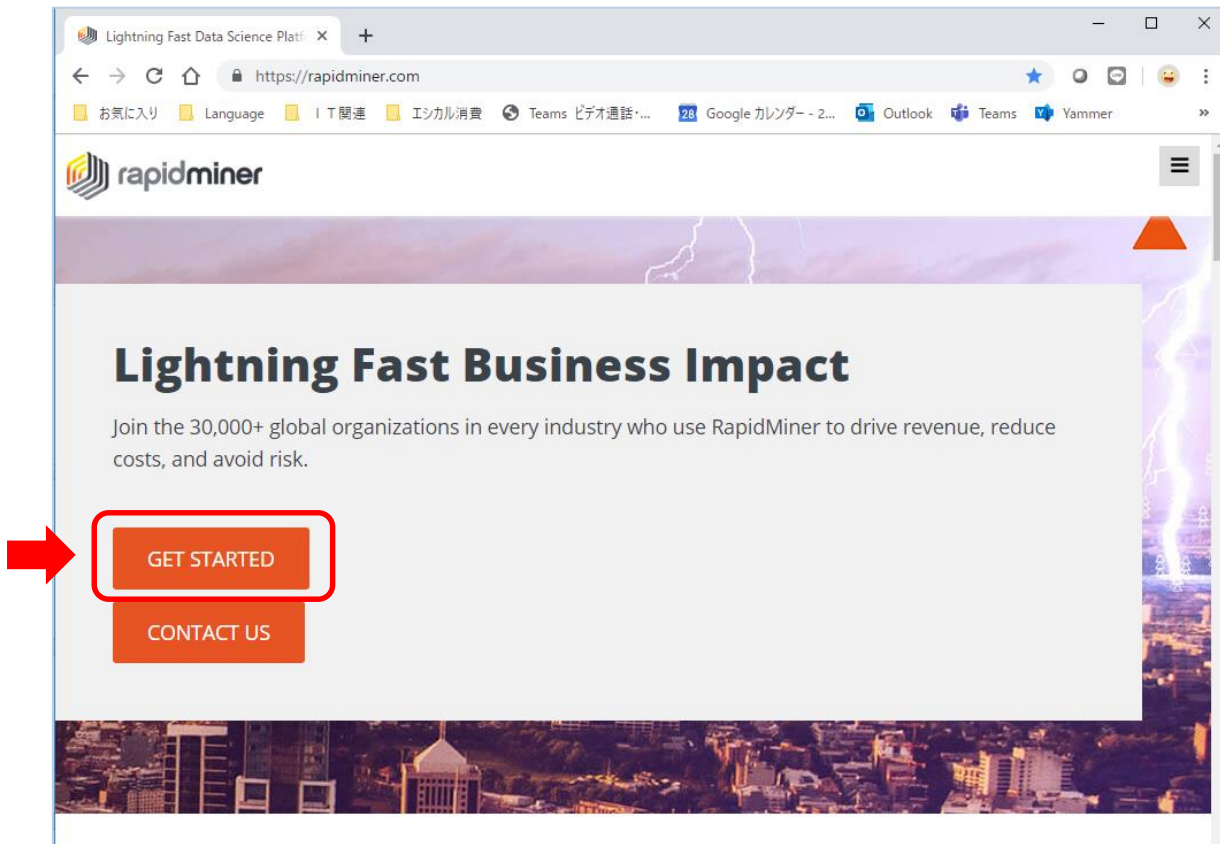 Lightning Fast Data Science Platf
https://rapidminer.com
お気に入り Language ＩＴ関連 エシカル消費 Teams ビデオ通話・... 28 Google カレンダー - 2... Outlook Teams Yammer »
rapidminer
Lightning Fast Business Impact
Join the 30,000+ global organizations in every industry who use RapidMiner to drive revenue, reduce
costs, and avoid risk.
GET STARTED
CONTACT US